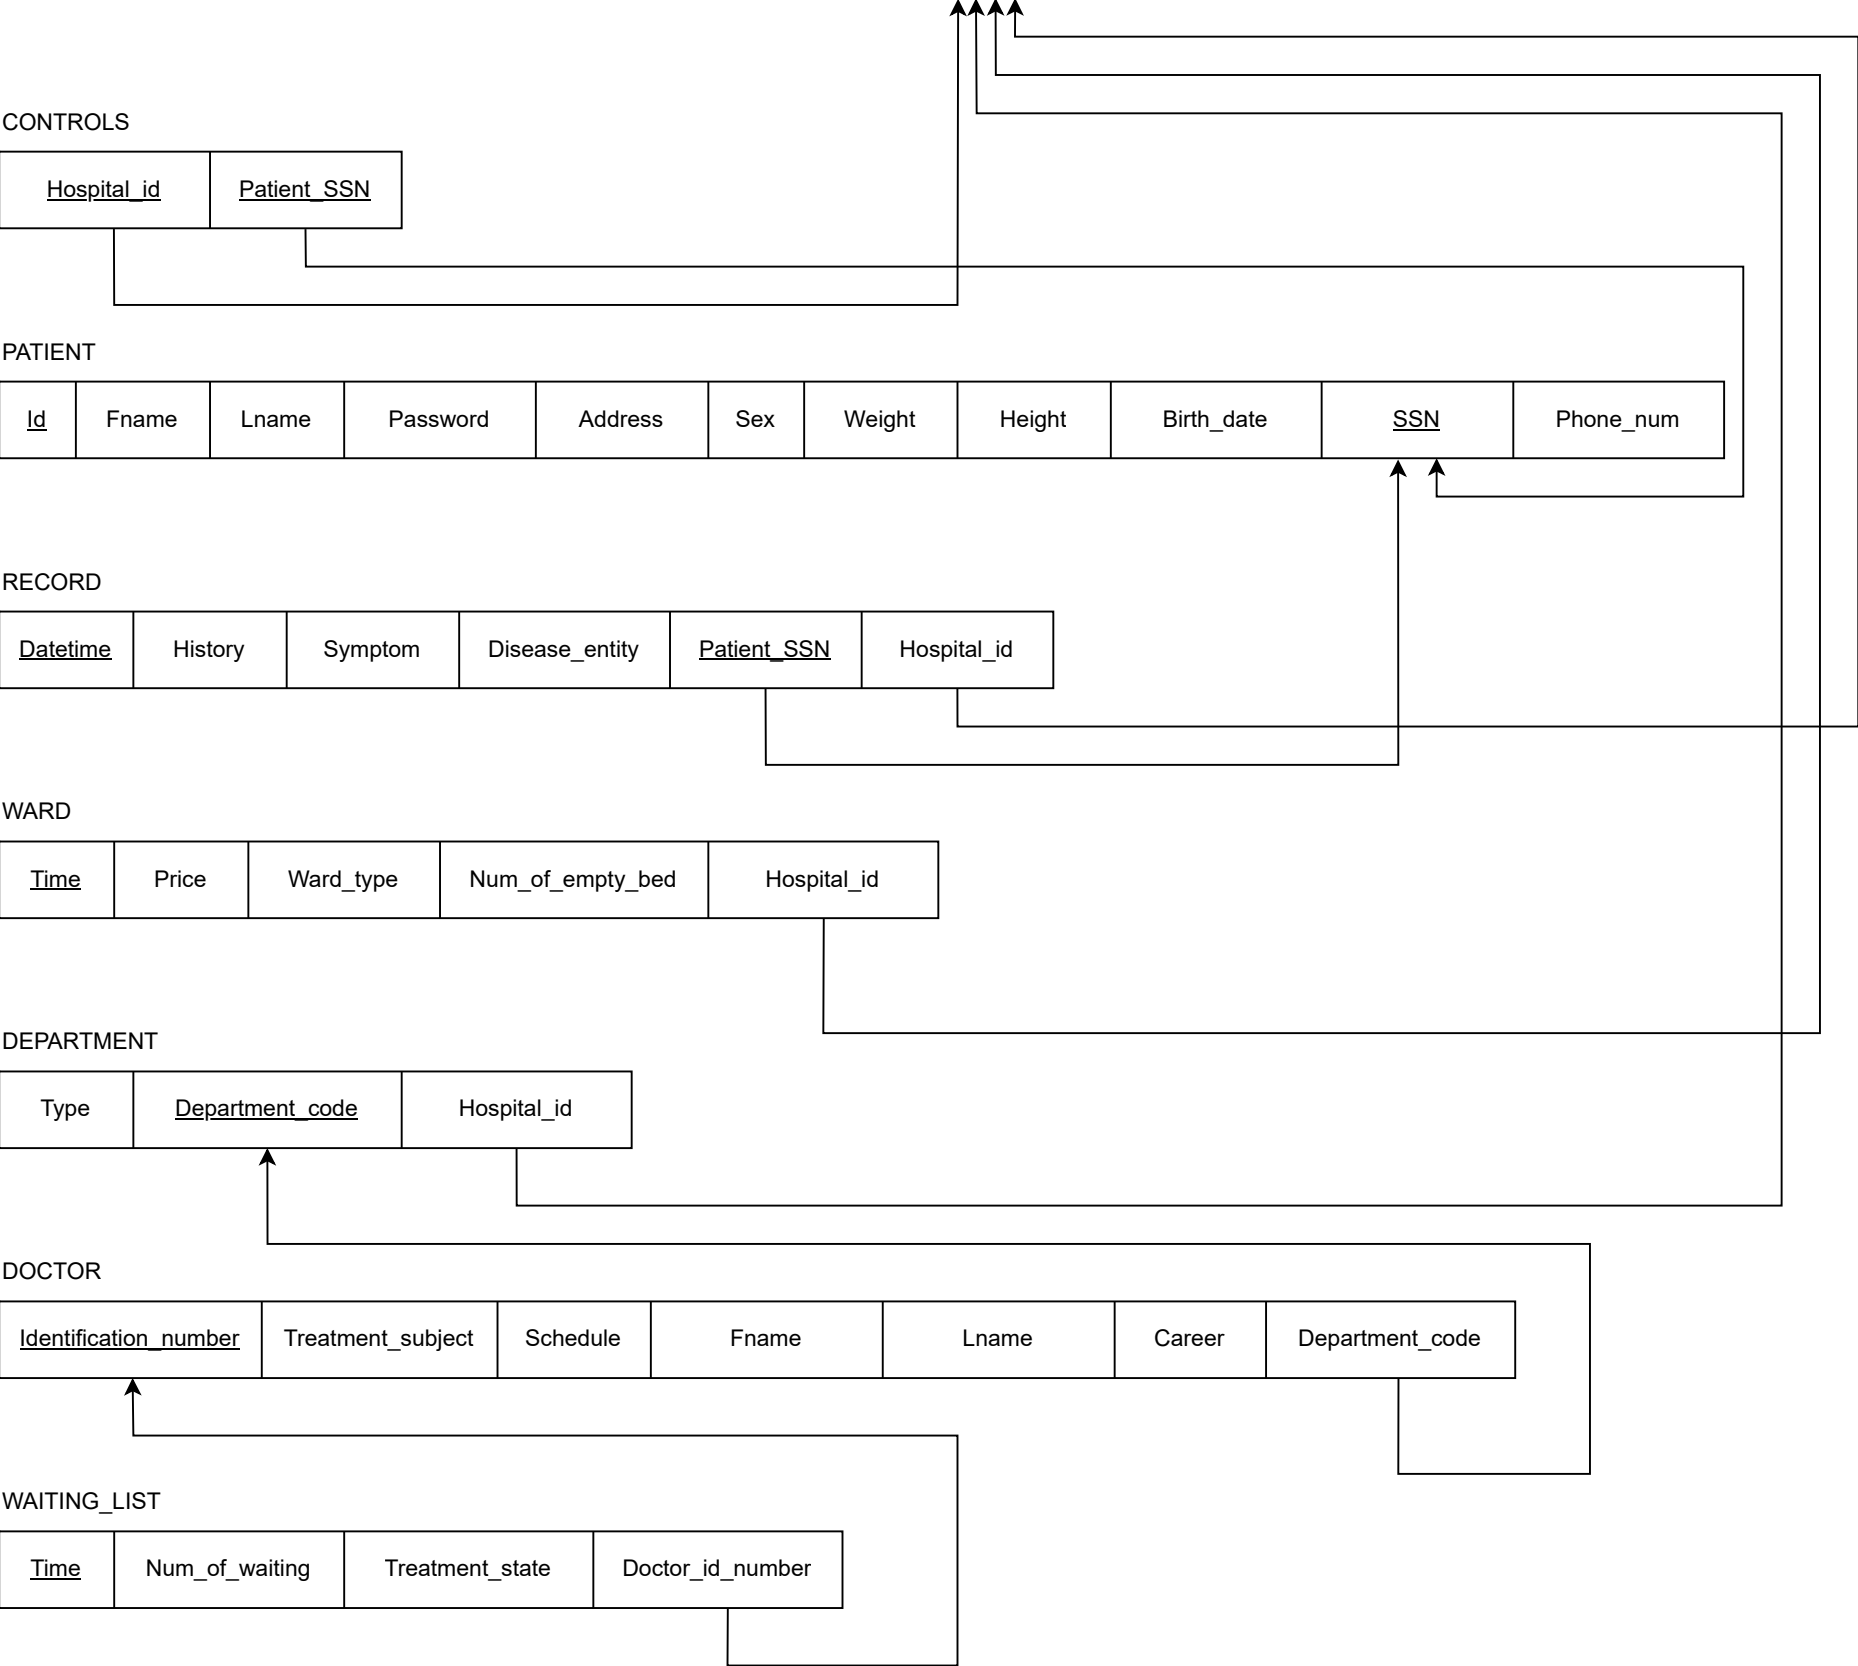 CONTROLS
Hospital_id Patient_SSN
PATIENT
Id Fname Lname Password Address Sex Weight Height Birth_date SSN Phone_num
RECORD
Datetime History Symptom Disease_entity Patient_SSN Hospital_id
WARD
Time Price Ward_type Num_of_empty_bed Hospital_id
DEPARTMENT
Type Department_code Hospital_id
DOCTOR
Identification_number Treatment_subject Schedule Fname Lname Career Department_code
WAITING_LIST
Time Num_of_waiting Treatment_state Doctor_id_number